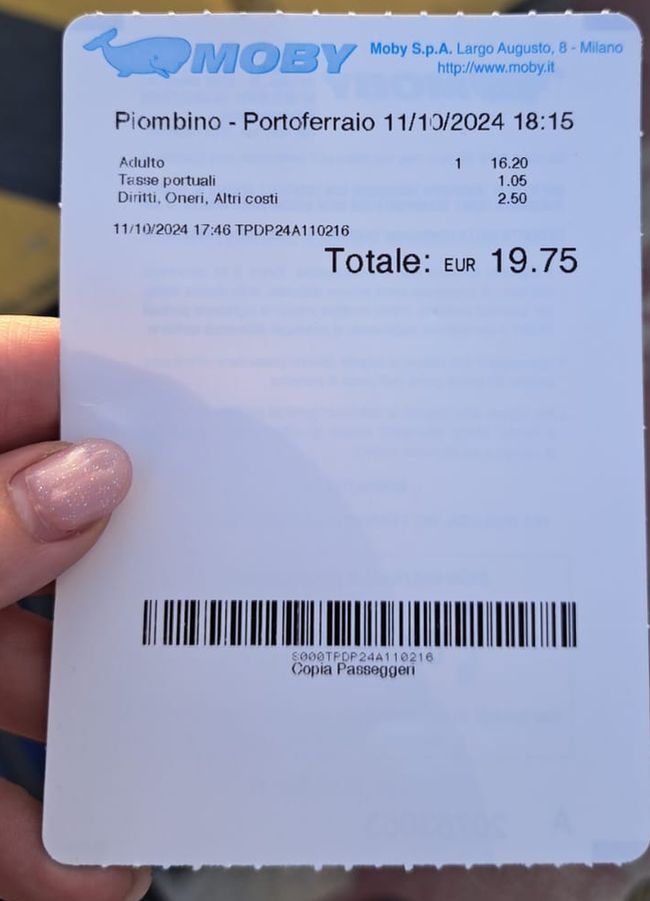 MOBY
Moby S.p.A. Largo Augusto, 8 - Milano
http://www.moby.it
Piombino - Portoferraio 11/10/2024 18:15
Adulto 1 16.20
Tasse portuali 1.05
Diritti, Oneri, Altri costi 2.50
11/10/2024 17:46 TPDP24A110216
Totale: EUR 19.75
S000TPDP24A110216
Copia Passeggeri